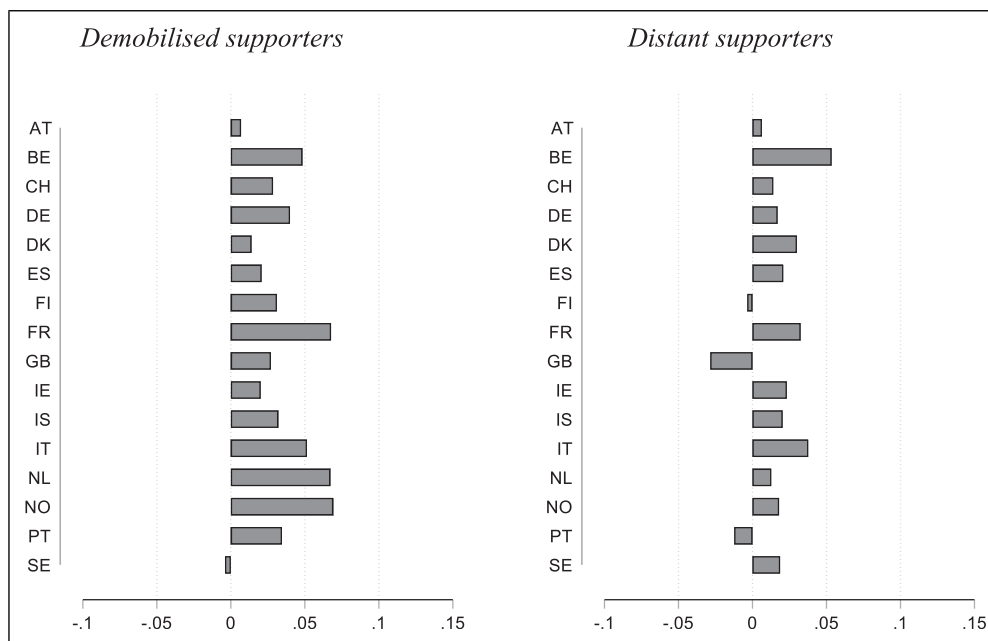 Demobilised supporters
AT
BE
CH
DE
DK
ES
FI
FR
GB
IE
IS
IT
NL
NO
PT
SE
-.1 -.05 0 .05 .1 .15
Distant supporters
AT
BE
CH
DE
DK
ES
FI
FR
GB
IE
IS
IT
NL
NO
PT
SE
-.1 -.05 0 .05 .1 .15